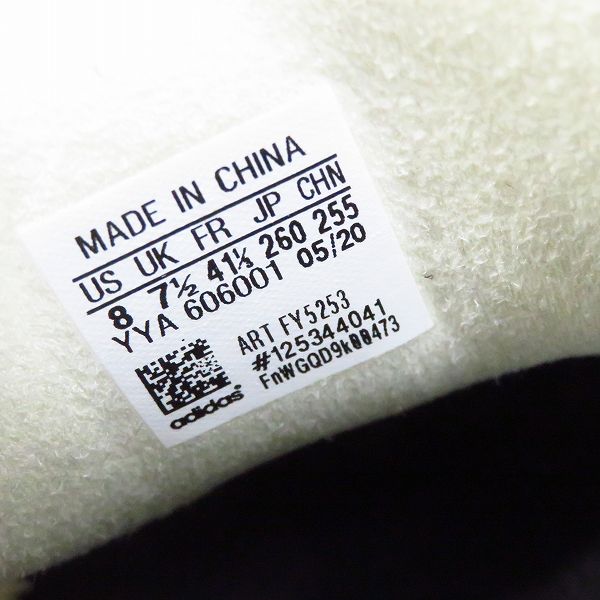 MADE IN CHINA
US UK FR JP CHN
8 7½ 41⅓ 260 255
YYA 606001 05/20
ART FY5253
#125344041
adidas